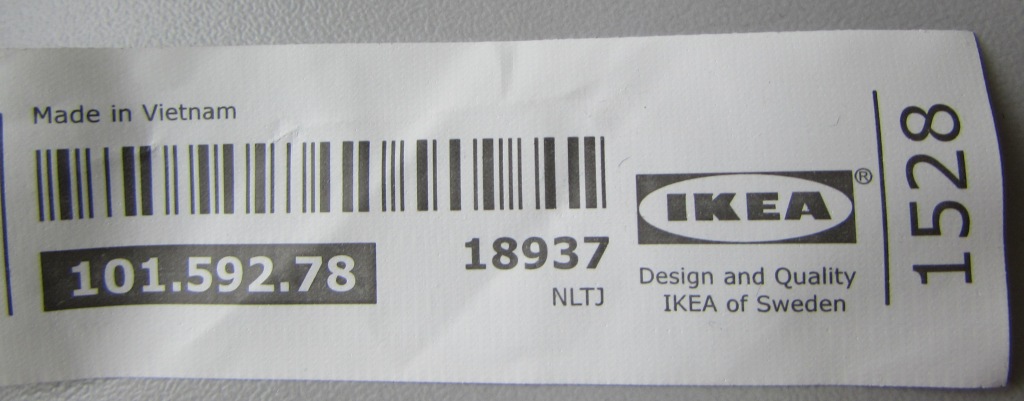 Made in Vietnam
101.592.78
18937
NLTJ
IKEA®
Design and Quality
IKEA of Sweden
1528